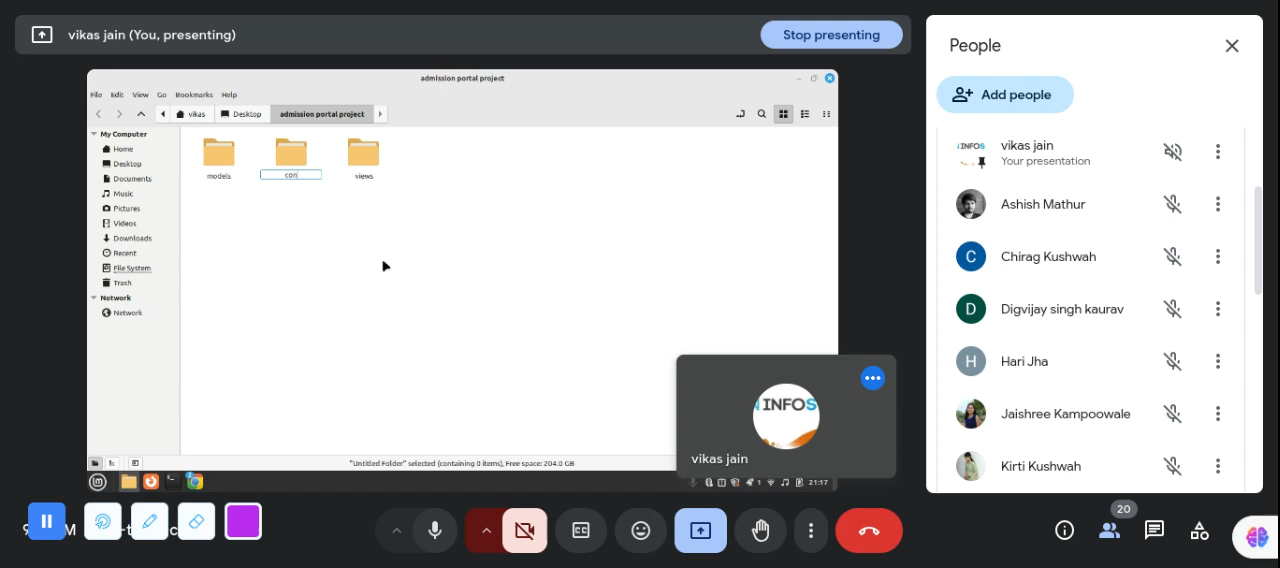 vikas jain (You, presenting)
Stop presenting
admission portal project
File Edit View Go Bookmarks Help
vikas Desktop admission portal project
My Computer
Home
Desktop
Documents
Music
Pictures
Videos
Downloads
Recent
File System
Trash
Network
Network
models
con
views
"Untitled Folder" selected (containing 0 items), Free space: 204.0 GB
1 21:17
INFOS
vikas jain
People
Add people
INFOS
vikas jain
Your presentation
Ashish Mathur
C Chirag Kushwah
D Digvijay singh kaurav
H Hari Jha
Jaishree Kampoowale
Kirti Kushwah
20